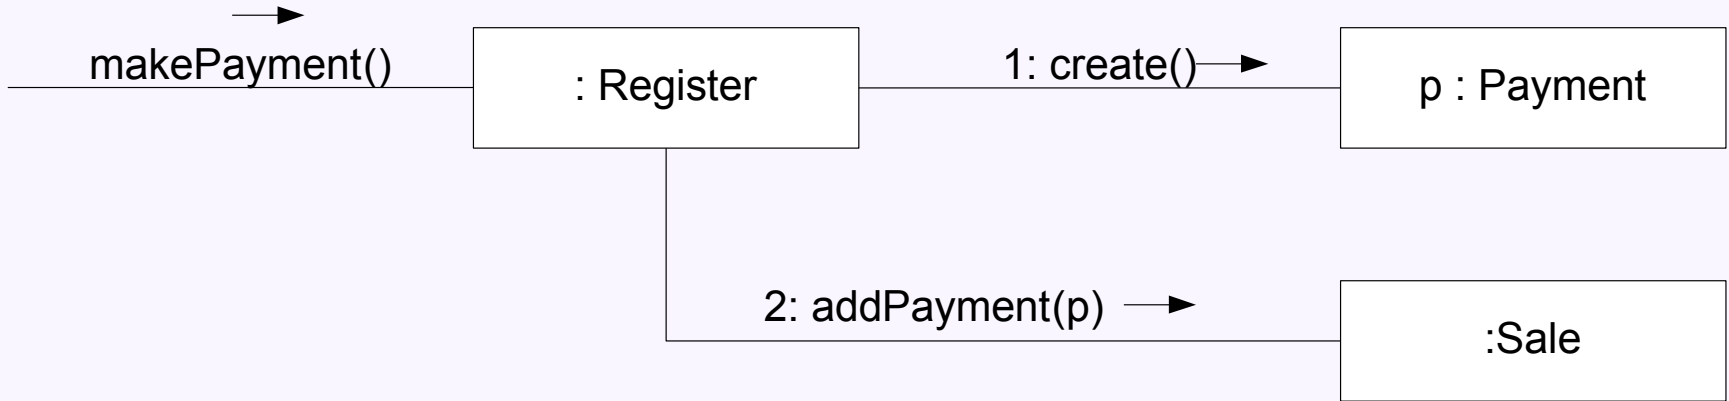 makePayment()
: Register
1: create()
p : Payment
2: addPayment(p)
:Sale